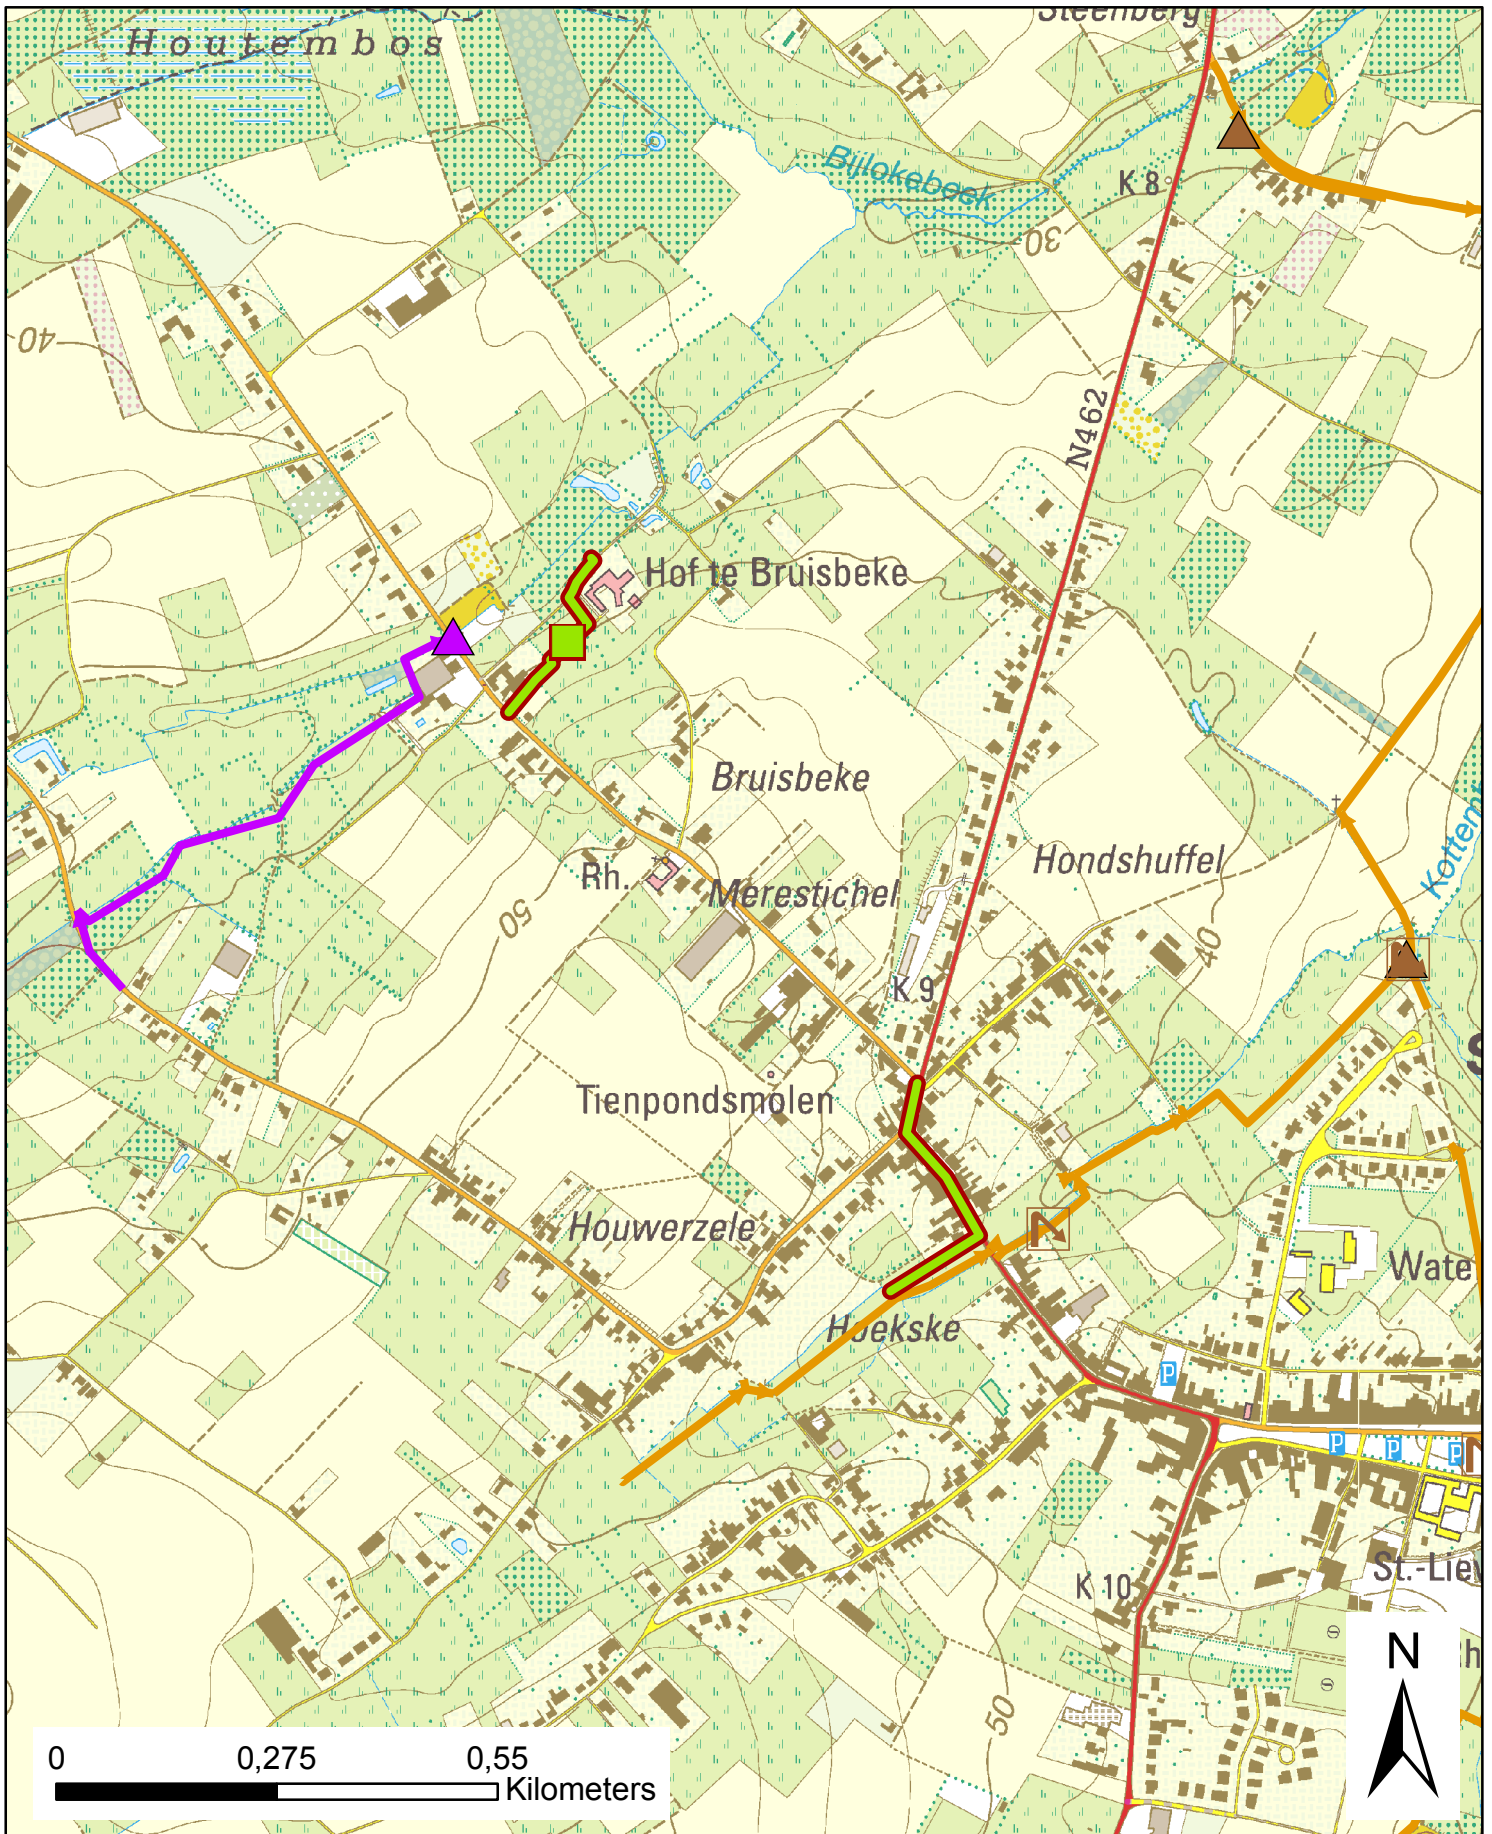 Steenberg
Houtembos
Bijlokebeek
K 8
30
40
N462
Hof te Bruisbeke
Bruisbeke
Kottem
Hondshuffel
Rh.
Merestichel
50
40
K 9
Tienpondsmolen
S
Houwerzele
Wate
Hoekske
P
P
P
P
St.-Lie
K 10
N
h
50
0 0,275 0,55
Kilometers